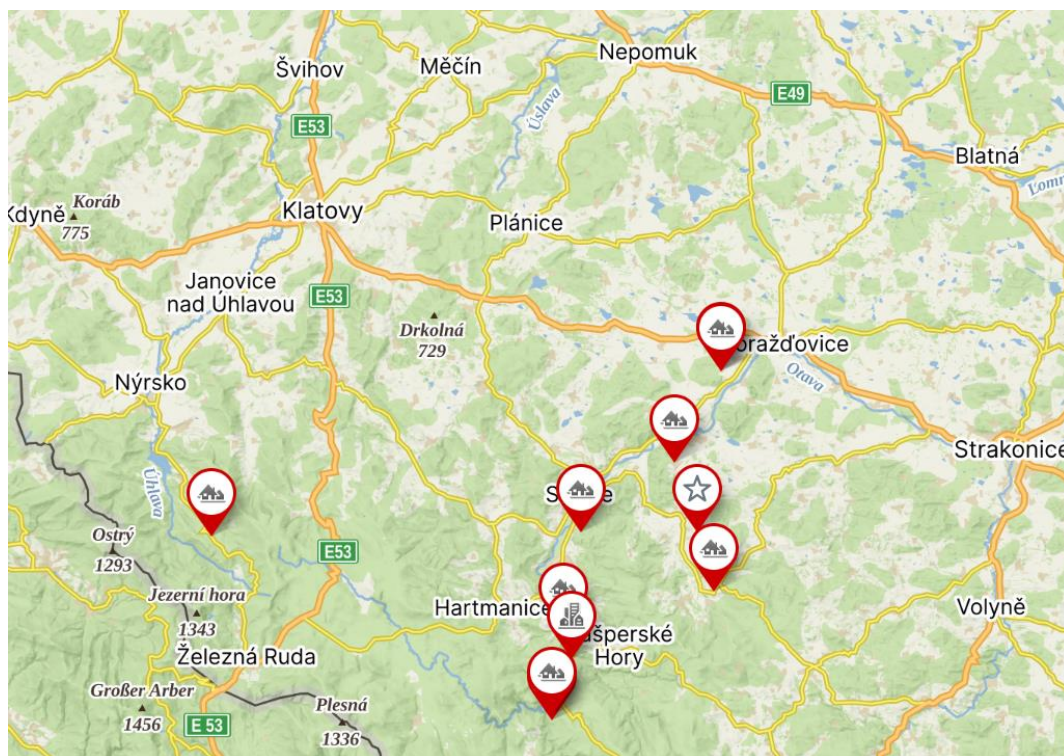 Nepomuk
Švihov
Měčín
Úslava
E49
E53
Blatná
Koráb
775
Kdyně
Klatovy
Plánice
Janovice
nad Úhlavou
E53
Drkolná
729
Nýrsko
Otava
Strakonice
Úhlava
Ostrý
1293
E53
Jezerní hora
1343
Hartmanice
Volyně
Hory
Železná Ruda
Großer Arber
1456
E 53
Plesná
1336